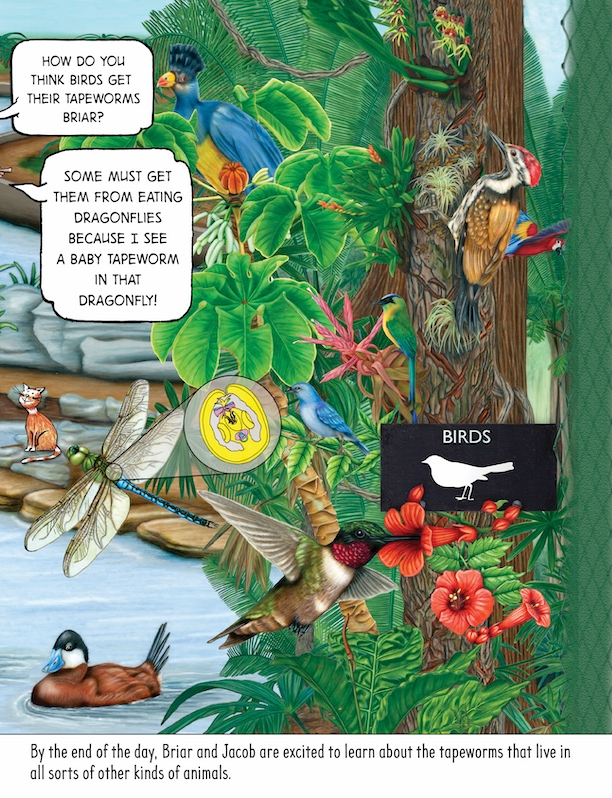 HOW DO YOU
THINK BIRDS GET
THEIR TAPEWORMS
BRIAR?
SOME MUST GET
THEM FROM EATING
DRAGONFLIES
BECAUSE I SEE
A BABY TAPEWORM
IN THAT
DRAGONFLY!
BIRDS
By the end of the day, Briar and Jacob are excited to learn about the tapeworms that live in
all sorts of other kinds of animals.